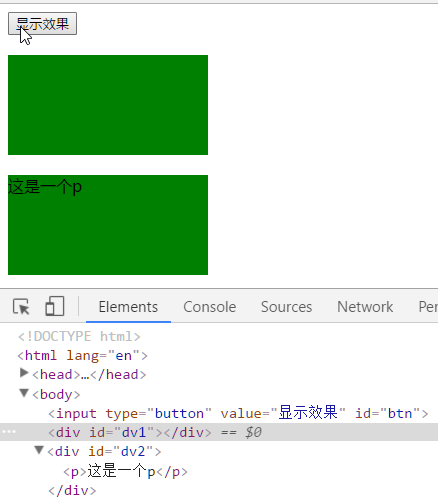 显示效果
这是一个p
Elements Console Sources Network Per
<!DOCTYPE html>
<html lang="en">
<head>…</head>
<body>
<input type="button" value="显示效果" id="btn">
<div id="dv1"></div> == $0
<div id="dv2">
<p>这是一个p</p>
</div>